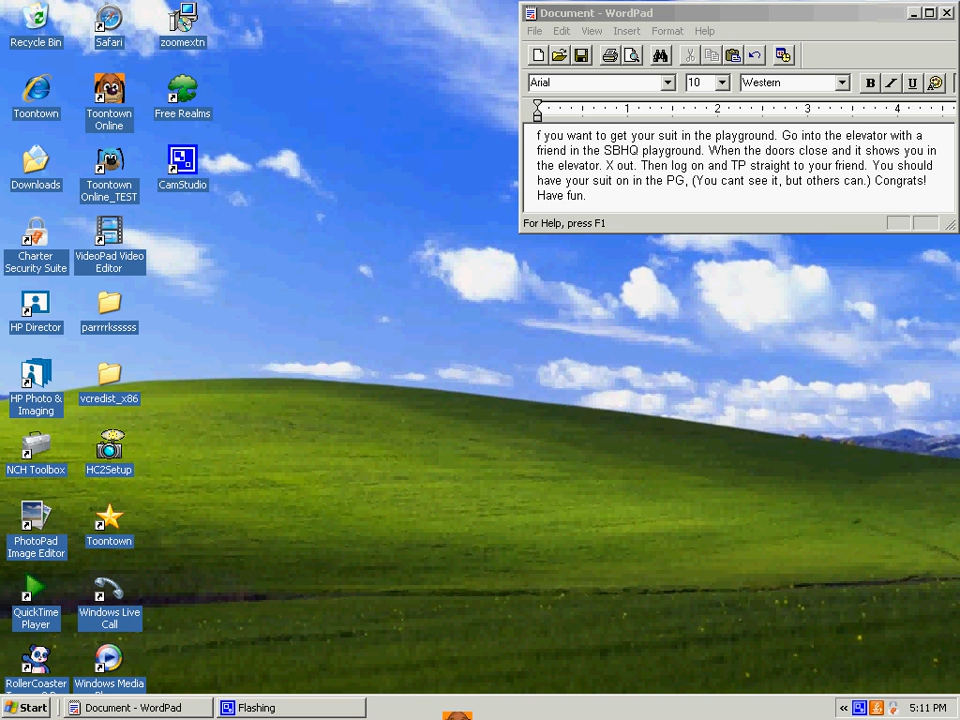 Recycle Bin
Safari
zoomextn
Toontown
Toontown
Online
Free Realms
Downloads
Toontown
Online_TEST
CamStudio
Charter
Security Suite
VideoPad Video
Editor
HP Director
parrrrksssss
HP Photo &
Imaging
vcredist_x86
NCH Toolbox
HC2Setup
PhotoPad
Image Editor
Toontown
QuickTime
Player
Windows Live
Call
RollerCoaster
Windows Media
Document - WordPad
File Edit View Insert Format Help
Arial 10 Western B I U
1 2 3 4
f you want to get your suit in the playground. Go into the elevator with a
friend in the SBHQ playground. When the doors close and it shows you in
the elevator. X out. Then log on and TP straight to your friend. You should
have your suit on in the PG, (You cant see it, but others can.) Congrats!
Have fun.
For Help, press F1
Start Document - WordPad Flashing « 5:11 PM